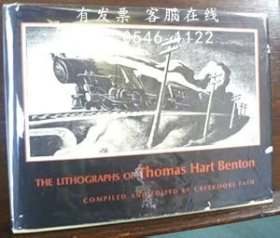 有发票 客服在线
0546-4122
THE LITHOGRAPHS OF Thomas Hart Benton
COMPILED AND EDITED BY CREEKMORE FATH